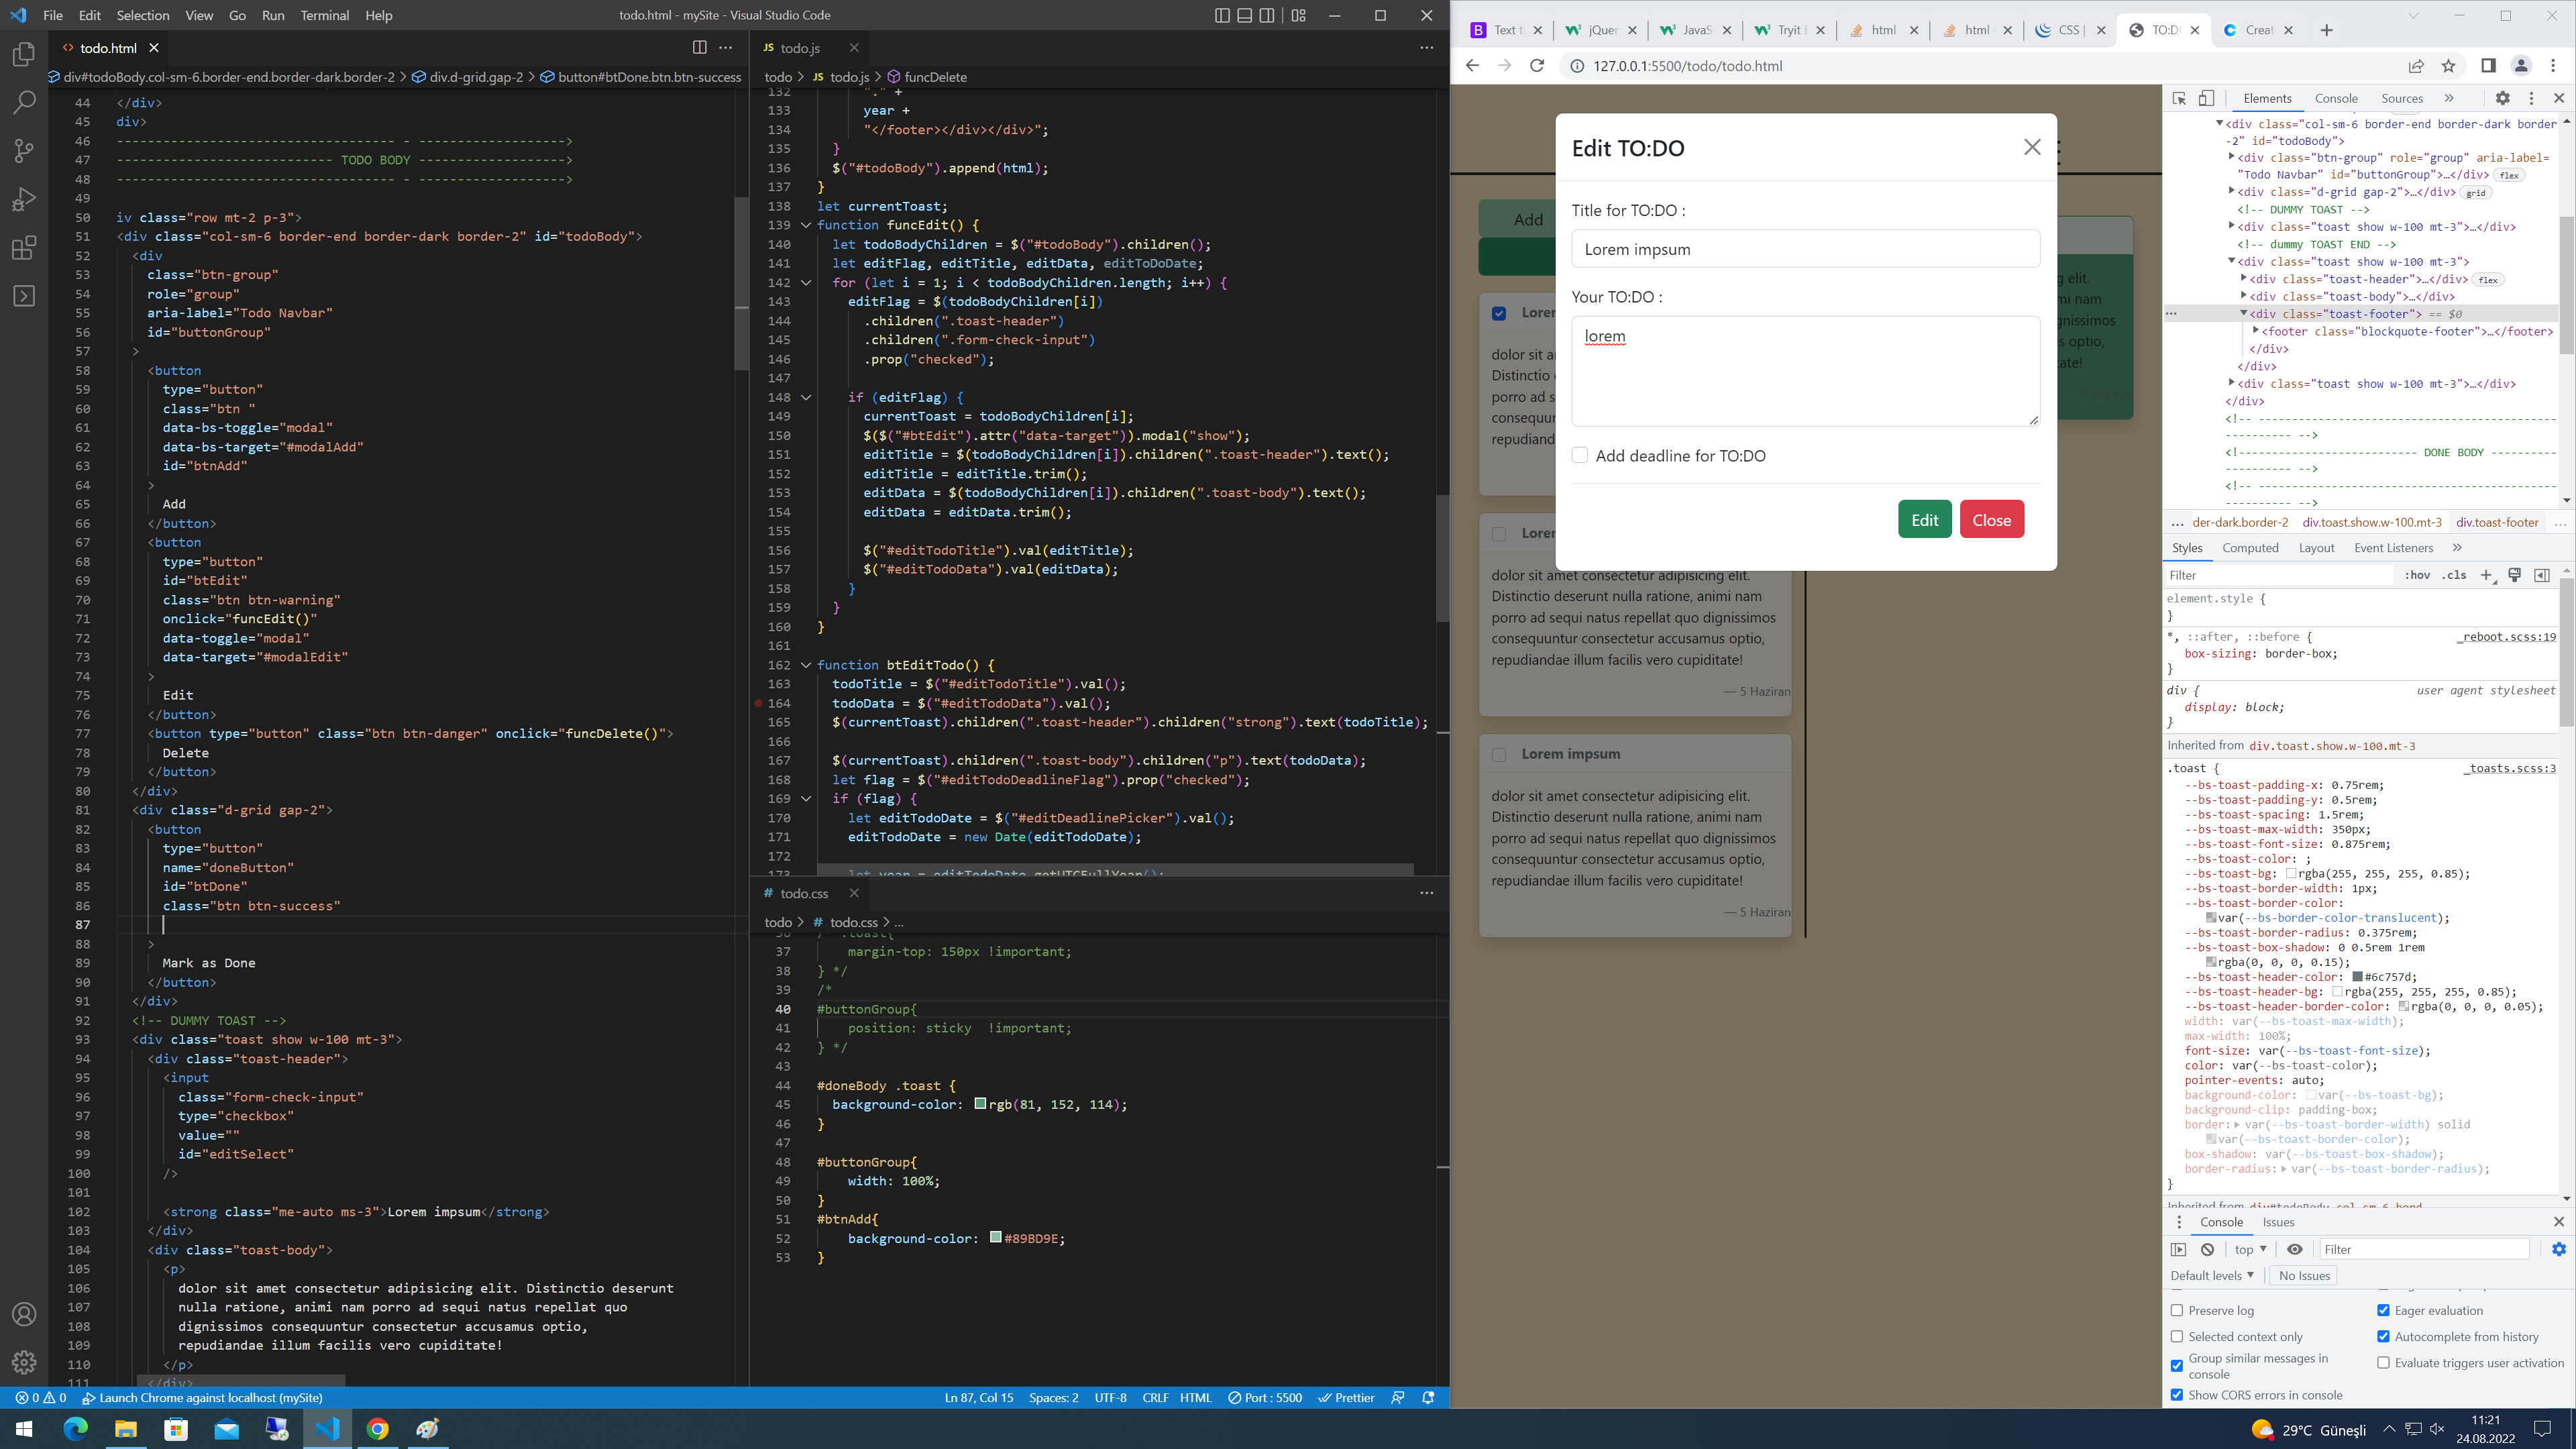 File Edit Selection View Go Run Terminal Help
todo.html - mySite - Visual Studio Code
todo.html
div#todoBody.col-sm-6.border-end.border-dark.border-2 > div.d-grid.gap-2 > button#btDone.btn.btn-success
44 </div>
45 div>
46 ------------------------------------ - ------------------->
47 ---------------------------- TODO BODY ------------------->
48 ------------------------------------ - ------------------->
49
50 iv class="row mt-2 p-3">
51 <div class="col-sm-6 border-end border-dark border-2" id="todoBody">
52 <div
53 class="btn-group"
54 role="group"
55 aria-label="Todo Navbar"
56 id="buttonGroup"
57 >
58 <button
59 type="button"
60 class="btn "
61 data-bs-toggle="modal"
62 data-bs-target="#modalAdd"
63 id="btnAdd"
64 >
65 Add
66 </button>
67 <button
68 type="button"
69 id="btEdit"
70 class="btn btn-warning"
71 onclick="funcEdit()"
72 data-toggle="modal"
73 data-target="#modalEdit"
74 >
75 Edit
76 </button>
77 <button type="button" class="btn btn-danger" onclick="funcDelete()">
78 Delete
79 </button>
80 </div>
81 <div class="d-grid gap-2">
82 <button
83 type="button"
84 name="doneButton"
85 id="btDone"
86 class="btn btn-success"
87
88 >
89 Mark as Done
90 </button>
91 </div>
92 <!-- DUMMY TOAST -->
93 <div class="toast show w-100 mt-3">
94 <div class="toast-header">
95 <input
96 class="form-check-input"
97 type="checkbox"
98 value=""
99 id="editSelect"
100 />
101
102 <strong class="me-auto ms-3">Lorem impsum</strong>
103 </div>
104 <div class="toast-body">
105 <p>
106 dolor sit amet consectetur adipisicing elit. Distinctio deserunt
107 nulla ratione, animi nam porro ad sequi natus repellat quo
108 dignissimos consequuntur consectetur accusamus optio,
109 repudiandae illum facilis vero cupiditate!
110 </p>
111 </div>
JS todo.js
todo > JS todo.js > funcDelete
132 "." +
133 year +
134 "</footer></div></div>";
135 }
136 $("#todoBody").append(html);
137 }
138 let currentToast;
139 function funcEdit() {
140 let todoBodyChildren = $("#todoBody").children();
141 let editFlag, editTitle, editData, editToDoDate;
142 for (let i = 1; i < todoBodyChildren.length; i++) {
143 editFlag = $(todoBodyChildren[i])
144 .children(".toast-header")
145 .children(".form-check-input")
146 .prop("checked");
147
148 if (editFlag) {
149 currentToast = todoBodyChildren[i];
150 $($("#btEdit").attr("data-target")).modal("show");
151 editTitle = $(todoBodyChildren[i]).children(".toast-header").text();
152 editTitle = editTitle.trim();
153 editData = $(todoBodyChildren[i]).children(".toast-body").text();
154 editData = editData.trim();
155
156 $("#editTodoTitle").val(editTitle);
157 $("#editTodoData").val(editData);
158 }
159 }
160 }
161
162 function btEditTodo() {
163 todoTitle = $("#editTodoTitle").val();
164 todoData = $("#editTodoData").val();
165 $(currentToast).children(".toast-header").children("strong").text(todoTitle);
166
167 $(currentToast).children(".toast-body").children("p").text(todoData);
168 let flag = $("#editTodoDeadlineFlag").prop("checked");
169 if (flag) {
170 let editTodoDate = $("#editDeadlinePicker").val();
171 editTodoDate = new Date(editTodoDate);
172
173 let year = editTodoDate.getUTCFullYear();
# todo.css
todo > # todo.css > ...
36 /* .toast{
37 margin-top: 150px !important;
38 } */
39 /*
40 #buttonGroup{
41 position: sticky !important;
42 } */
43
44 #doneBody .toast {
45 background-color: rgb(81, 152, 114);
46 }
47
48 #buttonGroup{
49 width: 100%;
50 }
51 #btnAdd{
52 background-color: #89BD9E;
53 }
0 0 Launch Chrome against localhost (mySite)
Ln 87, Col 15 Spaces: 2 UTF-8 CRLF HTML Port : 5500 Prettier
Text t jQuer JavaS Tryit E html html CSS | TO:D Creat
127.0.0.1:5500/todo/todo.html
Edit TO:DO
Title for TO:DO :
Lorem impsum
Your TO:DO :
lorem
Add deadline for TO:DO
Edit Close
Add
Lorem impsum
dolor sit amet consectetur adipisicing elit.
Distinctio deserunt nulla ratione, animi nam
porro ad sequi natus repellat quo dignissimos
consequuntur consectetur accusamus optio,
repudiandae illum facilis vero cupiditate!
— 5 Haziran
Lorem impsum
dolor sit amet consectetur adipisicing elit.
Distinctio deserunt nulla ratione, animi nam
porro ad sequi natus repellat quo dignissimos
consequuntur consectetur accusamus optio,
repudiandae illum facilis vero cupiditate!
— 5 Haziran
Elements Console Sources
<div class="col-sm-6 border-end border-dark border
-2" id="todoBody">
<div class="btn-group" role="group" aria-label=
"Todo Navbar" id="buttonGroup">…</div> flex
<div class="d-grid gap-2">…</div> grid
<!-- DUMMY TOAST -->
<div class="toast show w-100 mt-3">…</div>
<!-- dummy TOAST END -->
<div class="toast show w-100 mt-3">
<div class="toast-header">…</div> flex
<div class="toast-body">…</div>
<div class="toast-footer"> == $0
<footer class="blockquote-footer">…</footer>
</div>
</div>
<div class="toast show w-100 mt-3">…</div>
</div>
<!-- ---------------------------------------------
---------- -->
<!--------------------------- DONE BODY ----------
---------- -->
<!-- ---------------------------------------------
---------- -->
... der-dark.border-2 div.toast.show.w-100.mt-3 div.toast-footer ...
Styles Computed Layout Event Listeners
Filter :hov .cls
element.style {
}
*, ::after, ::before { _reboot.scss:19
box-sizing: border-box;
}
div { user agent stylesheet
display: block;
}
Inherited from div.toast.show.w-100.mt-3
.toast { _toasts.scss:3
--bs-toast-padding-x: 0.75rem;
--bs-toast-padding-y: 0.5rem;
--bs-toast-spacing: 1.5rem;
--bs-toast-max-width: 350px;
--bs-toast-font-size: 0.875rem;
--bs-toast-color: ;
--bs-toast-bg: rgba(255, 255, 255, 0.85);
--bs-toast-border-width: 1px;
--bs-toast-border-color:
var(--bs-border-color-translucent);
--bs-toast-border-radius: 0.375rem;
--bs-toast-box-shadow: 0 0.5rem 1rem
rgba(0, 0, 0, 0.15);
--bs-toast-header-color: #6c757d;
--bs-toast-header-bg: rgba(255, 255, 255, 0.85);
--bs-toast-header-border-color: rgba(0, 0, 0, 0.05);
width: var(--bs-toast-max-width);
max-width: 100%;
font-size: var(--bs-toast-font-size);
color: var(--bs-toast-color);
pointer-events: auto;
background-color: var(--bs-toast-bg);
background-clip: padding-box;
border: var(--bs-toast-border-width) solid
var(--bs-toast-border-color);
box-shadow: var(--bs-toast-box-shadow);
border-radius: var(--bs-toast-border-radius);
}
Console Issues
top Filter
Default levels No Issues
Preserve log Eager evaluation
Selected context only Autocomplete from history
Group similar messages in console Evaluate triggers user activation
Show CORS errors in console
29°C Güneşli
11:21
24.08.2022